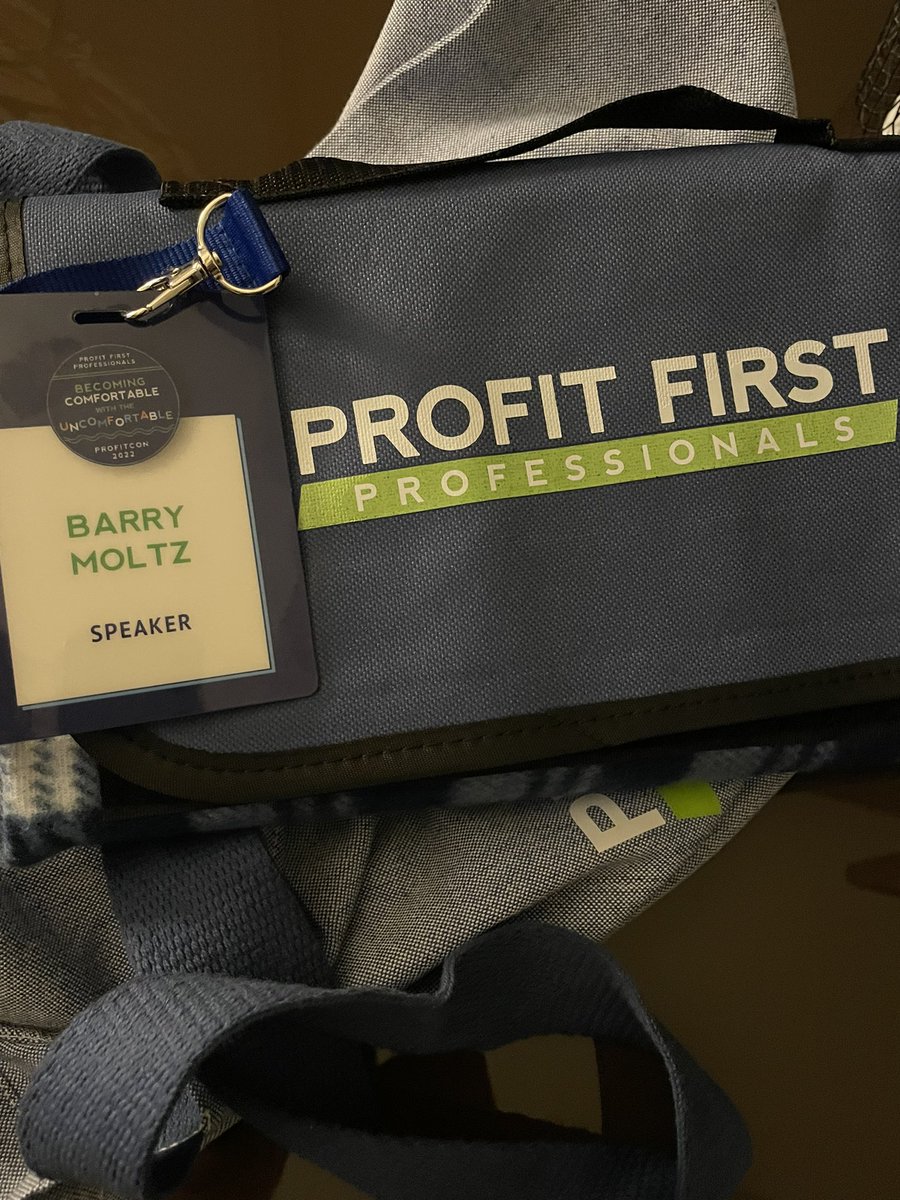 PROFIT FIRST
PROFESSIONALS
BECOMING
COMFORTABLE
WITH THE
UNCOMFORTABLE
PROFITCON
2022
BARRY
MOLTZ
SPEAKER
PROFIT FIRST
PROFESSIONALS
P